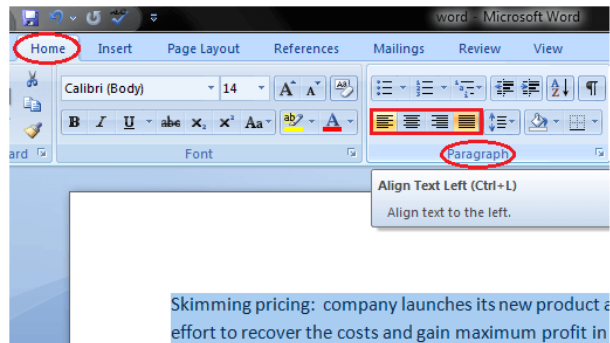 word - Microsoft Word
Home Insert Page Layout References Mailings Review View
Calibri (Body) 14 A A Aa
B I U abe X₂ X² Aa ab A
ard Font Paragraph
Align Text Left (Ctrl+L)
Align text to the left.
Skimming pricing: company launches its new product a
effort to recover the costs and gain maximum profit in